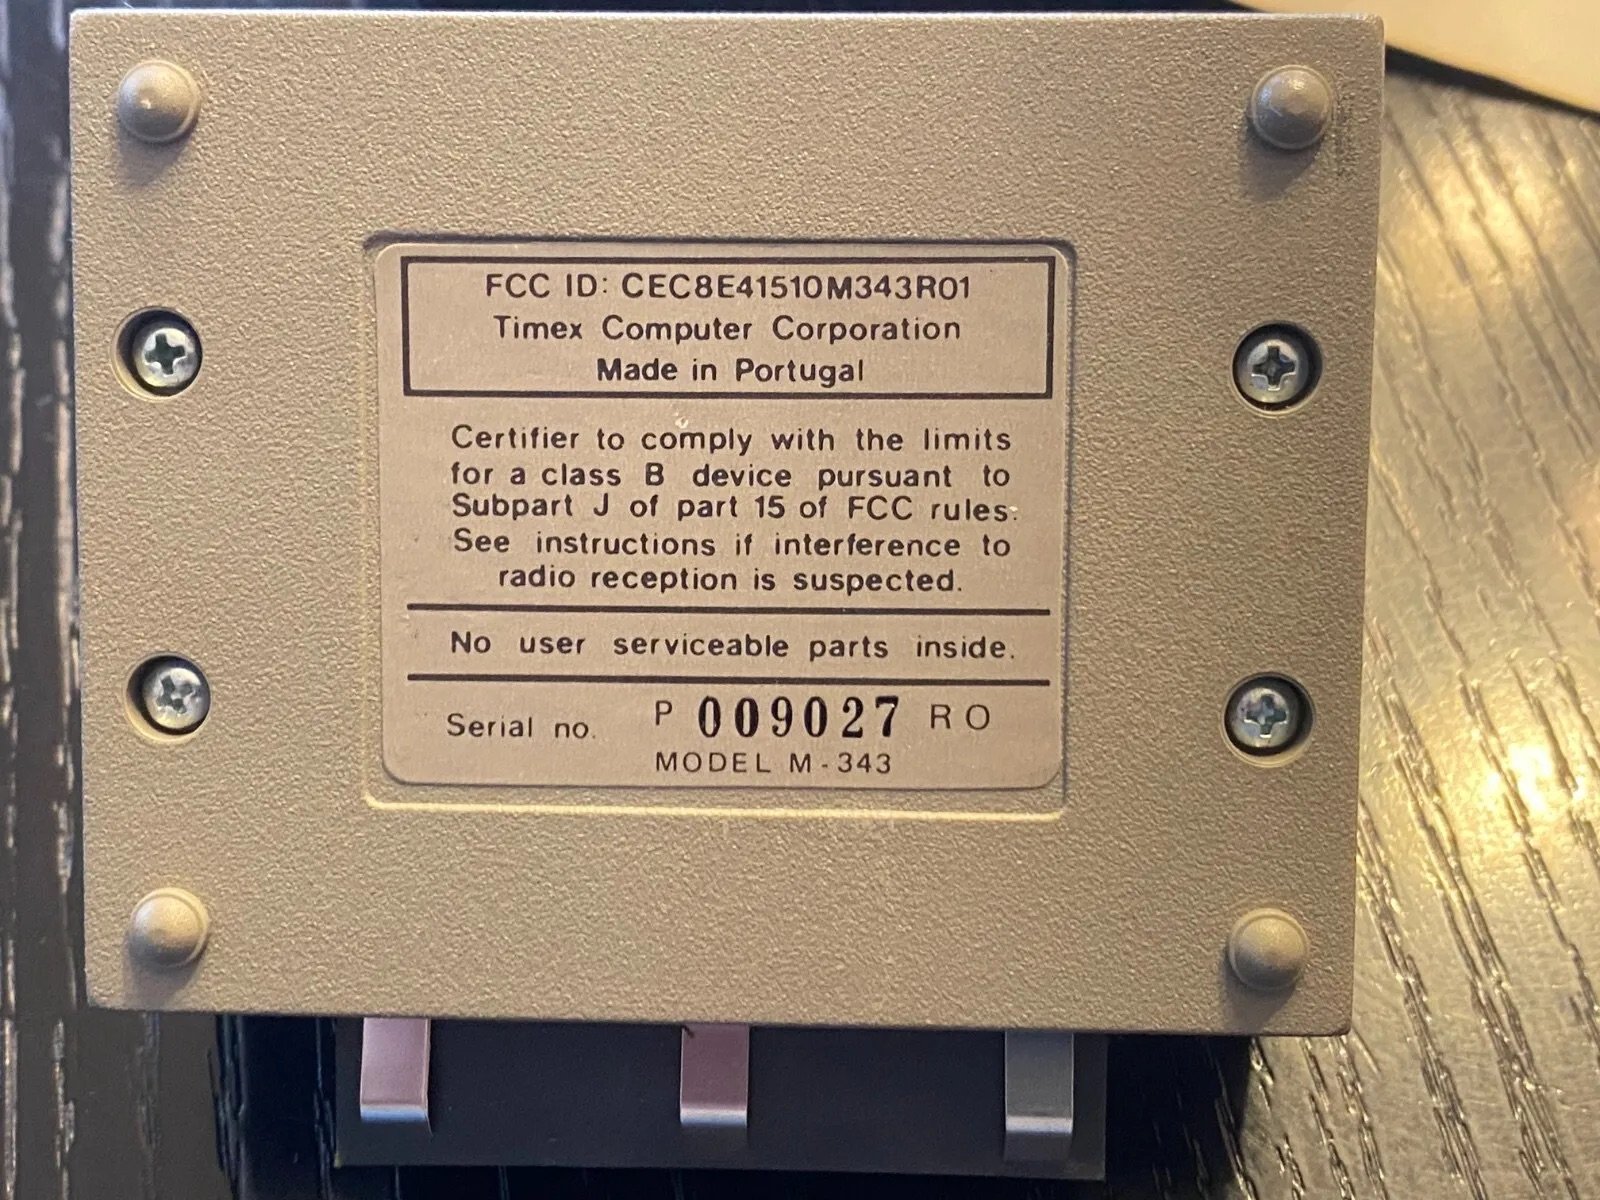 FCC ID: CEC8E41510M343R01
Timex Computer Corporation
Made in Portugal
Certifier to comply with the limits
for a class B device pursuant to
Subpart J of part 15 of FCC rules.
See instructions if interference to
radio reception is suspected.
No user serviceable parts inside.
Serial no. P 009027 RO
MODEL M-343